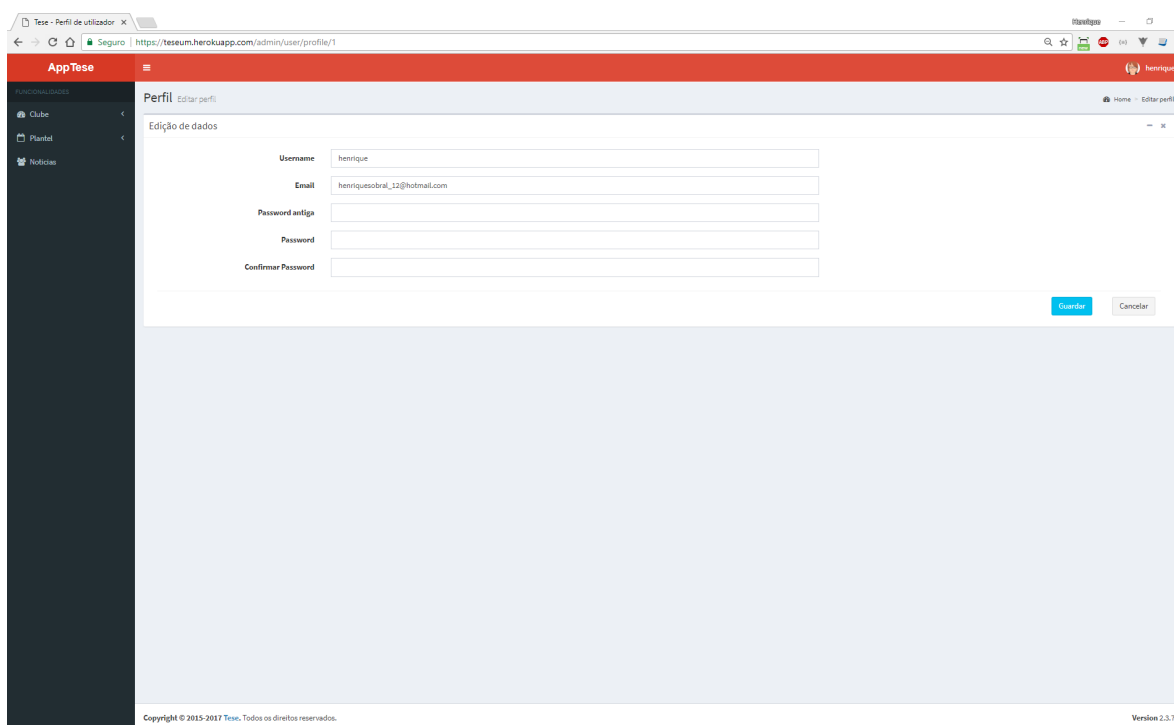 Tese - Perfil de utilizador
Henrique
Seguro | https://teseum.herokuapp.com/admin/user/profile/1
AppTese
henrique
FUNCIONALIDADES
Perfil Editar perfil
Home > Editar perfil
Clube
Edição de dados
Plantel
Notícias
Username henrique
Email henriquesobral_12@hotmail.com
Password antiga
Password
Confirmar Password
Guardar Cancelar
Copyright © 2015-2017 Tese. Todos os direitos reservados.
Version 2.3.7